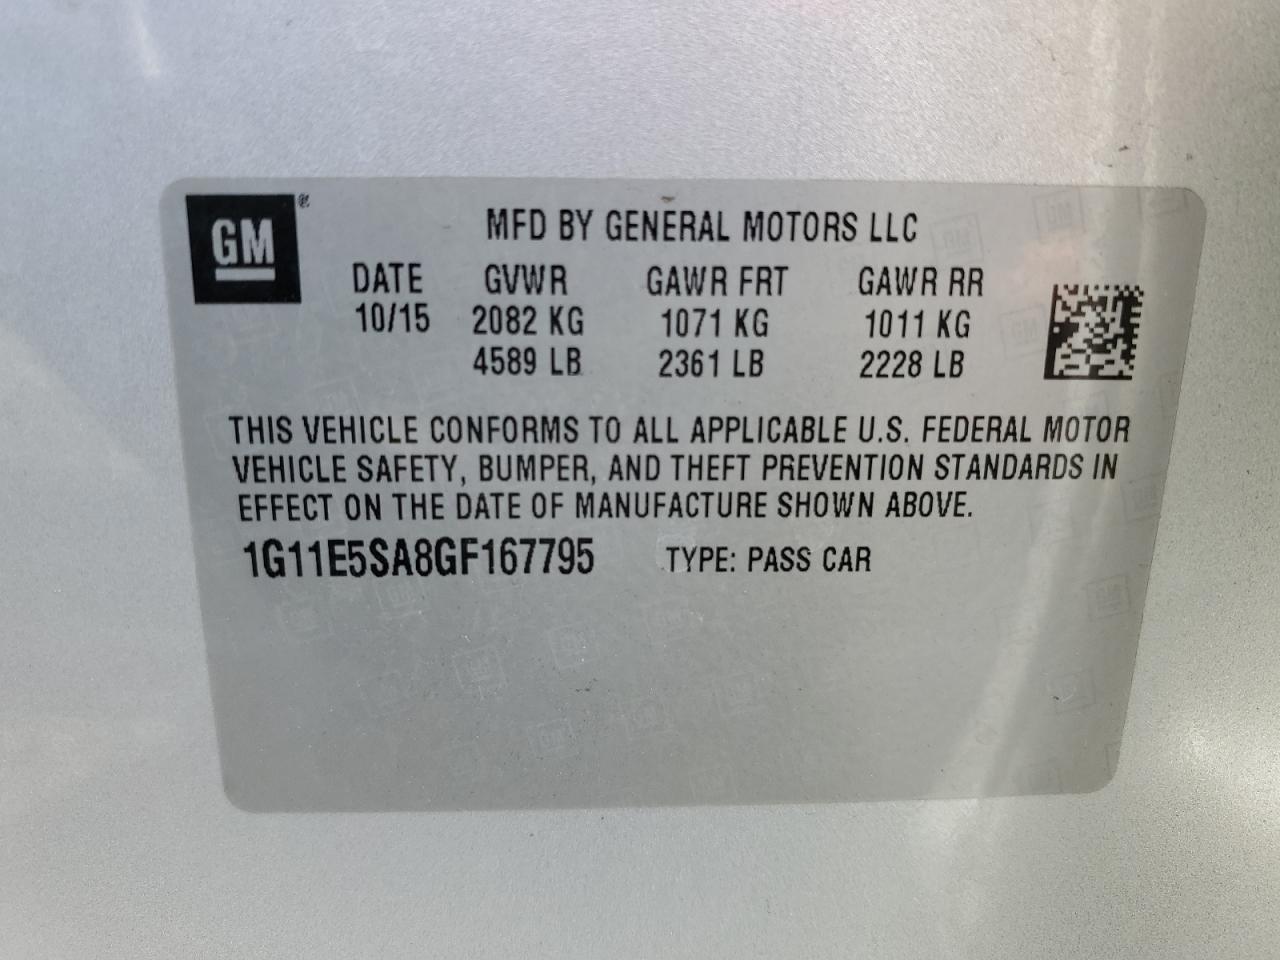 GM ®
MFD BY GENERAL MOTORS LLC
DATE GVWR GAWR FRT GAWR RR
10/15 2082 KG 1071 KG 1011 KG
4589 LB 2361 LB 2228 LB
THIS VEHICLE CONFORMS TO ALL APPLICABLE U.S. FEDERAL MOTOR
VEHICLE SAFETY, BUMPER, AND THEFT PREVENTION STANDARDS IN
EFFECT ON THE DATE OF MANUFACTURE SHOWN ABOVE.
1G11E5SA8GF167795 TYPE: PASS CAR